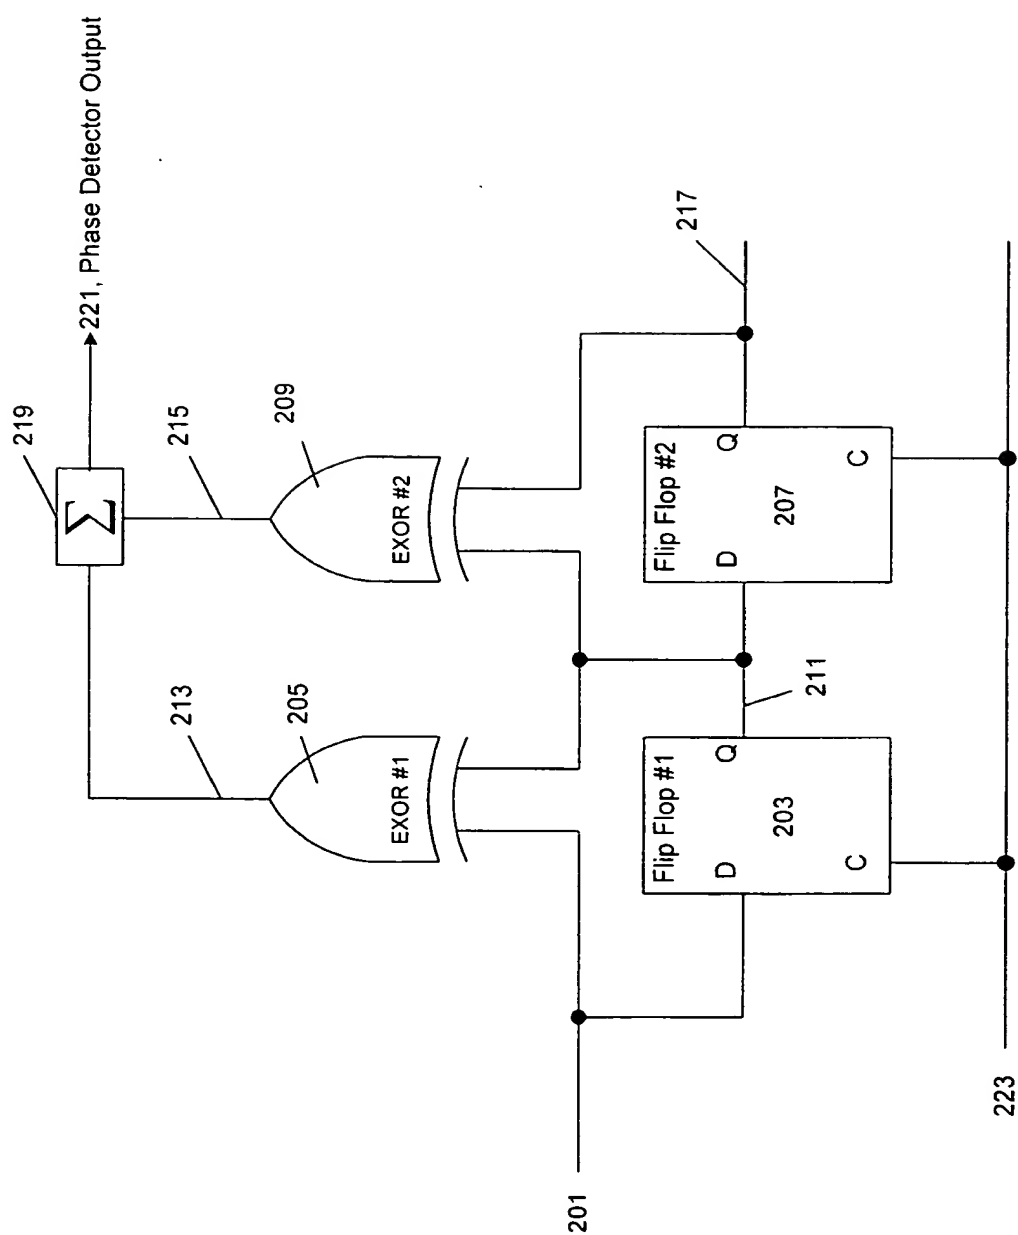 219
221, Phase Detector Output
213
215
205
209
EXOR #1
EXOR #2
217
201
211
Flip Flop #1
D
Q
203
C
Flip Flop #2
D
Q
207
C
223
Σ